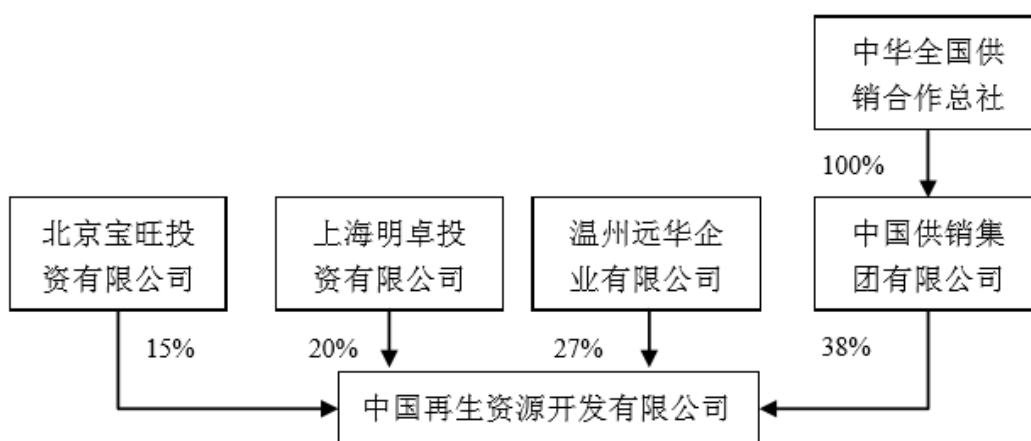 中华全国供
销合作总社
100%
北京宝旺投
资有限公司
上海明卓投
资有限公司
温州远华企
业有限公司
中国供销集
团有限公司
15%
20%
27%
38%
中国再生资源开发有限公司